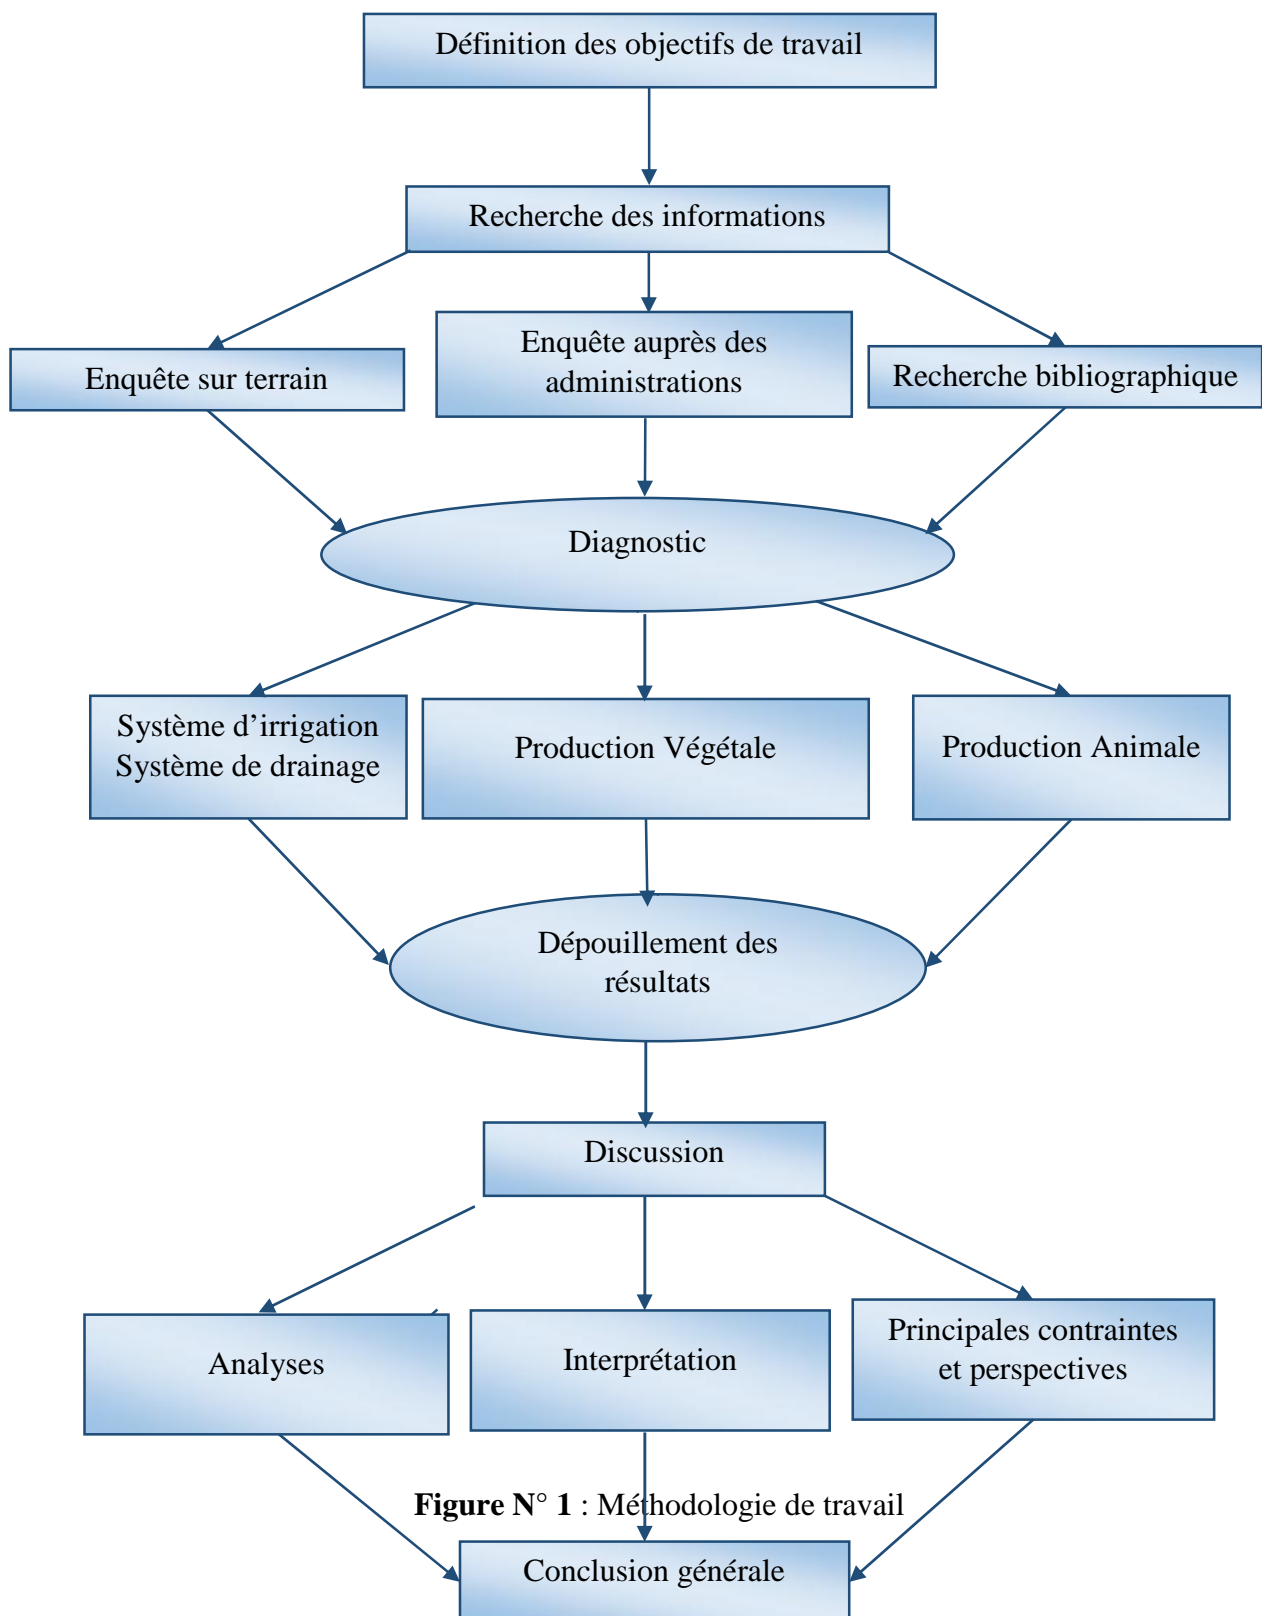 Définition des objectifs de travail
Recherche des informations
Enquête sur terrain
Enquête auprès des
administrations
Recherche bibliographique
Diagnostic
Système d’irrigation
Système de drainage
Production Végétale
Production Animale
Dépouillement des
résultats
Discussion
Analyses
Interprétation
Principales contraintes
et perspectives
Figure N° 1 : Méthodologie de travail
Conclusion générale